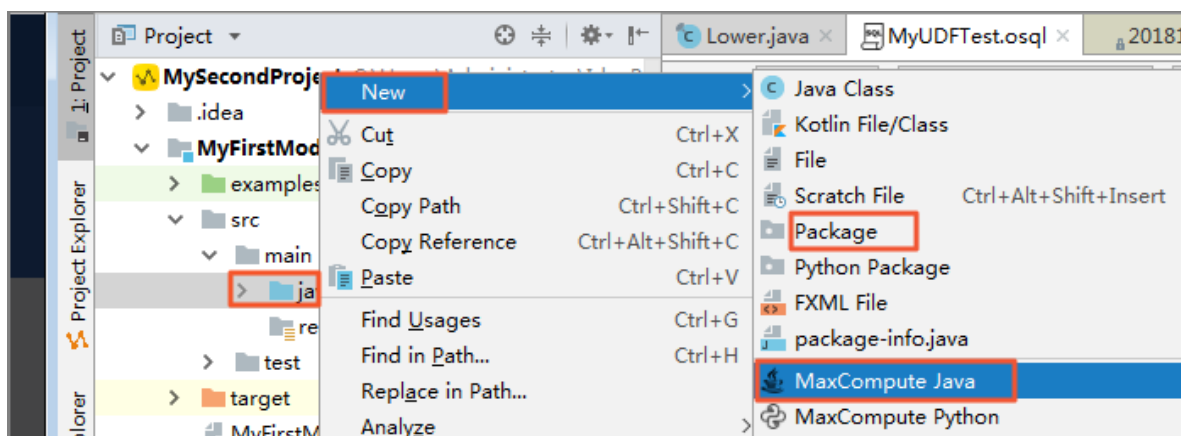 1: Project
Project Explorer
Project
Lower.java
MyUDFTest.osql
MySecondProje
.idea
MyFirstMod
examples
src
main
ja
re
test
target
MyFirstM
New
Cut Ctrl+X
Copy Ctrl+C
Copy Path Ctrl+Shift+C
Copy Reference Ctrl+Alt+Shift+C
Paste Ctrl+V
Find Usages Ctrl+G
Find in Path... Ctrl+H
Replace in Path...
Analyze
Java Class
Kotlin File/Class
File
Scratch File Ctrl+Alt+Shift+Insert
Package
Python Package
FXML File
package-info.java
MaxCompute Java
MaxCompute Python